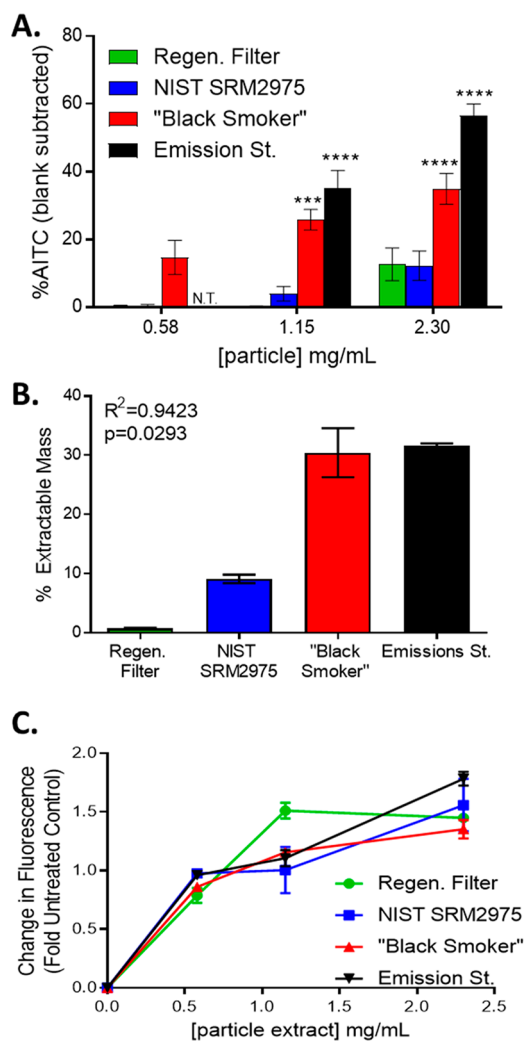 A.
%AITC (blank subtracted)
80
60
40
20
0
Regen. Filter
NIST SRM2975
"Black Smoker"
Emission St.
N.T.
***
****
****
****
0.58
1.15
2.30
[particle] mg/mL
B.
% Extractable Mass
40
30
20
10
0
R2=0.9423
p=0.0293
Regen.
Filter
NIST
SRM2975
"Black
Smoker"
Emissions St.
C.
Change in Fluorescence
(Fold Untreated Control)
2.0
1.5
1.0
0.5
0.0
Regen. Filter
NIST SRM2975
"Black Smoker"
Emission St.
0.0
0.5
1.0
1.5
2.0
2.5
[particle extract] mg/mL